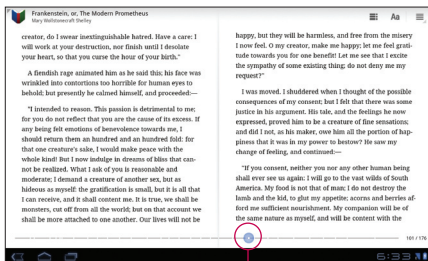 Frankenstein, or, The Modern Prometheus
Mary Wollstonecraft Shelley
Aa
creator, do I swear inextinguishable hatred. Have a care: I
will work at your destruction, nor finish until I desolate
your heart, so that you curse the hour of your birth."
A fiendish rage animated him as he said this; his face was
wrinkled into contortions too horrible for human eyes to
behold; but presently he calmed himself, and proceeded:—
"I intended to reason. This passion is detrimental to me;
for you do not reflect that you are the cause of its excess. If
any being felt emotions of benevolence towards me, I
should return them an hundred and an hundred fold: for
that one creature's sake, I would make peace with the
whole kind! But I now indulge in dreams of bliss that can-
not be realized. What I ask of you is reasonable and
moderate; I demand a creature of another sex, but as
hideous as myself: the gratification is small, but it is all that
I can receive, and it shall content me. It is true, we shall be
monsters, cut off from all the world; but on that account we
shall be more attached to one another. Our lives will not be
happy, but they will be harmless, and free from the misery
I now feel. O my creator, make me happy; let me feel grati-
tude towards you for one benefit! Let me see that I excite
the sympathy of some existing thing; do not deny me my
request?"
I was moved. I shuddered when I thought of the possible
consequences of my consent; but I felt that there was some
justice in his argument. His tale, and the feelings he now
expressed, proved him to be a creature of fine sensations;
and did I not, as his maker, owe him all the portion of hap-
piness that it was in my power to bestow? He saw my
change of feeling, and continued:—
"If you consent, neither you nor any other human being
shall ever see us again: I will go to the vast wilds of South
America. My food is not that of man; I do not destroy the
lamb and the kid, to glut my appetite; acorns and berries af-
ford me sufficient nourishment. My companion will be of
the same nature as myself, and will be content with the
101 / 176
6:33